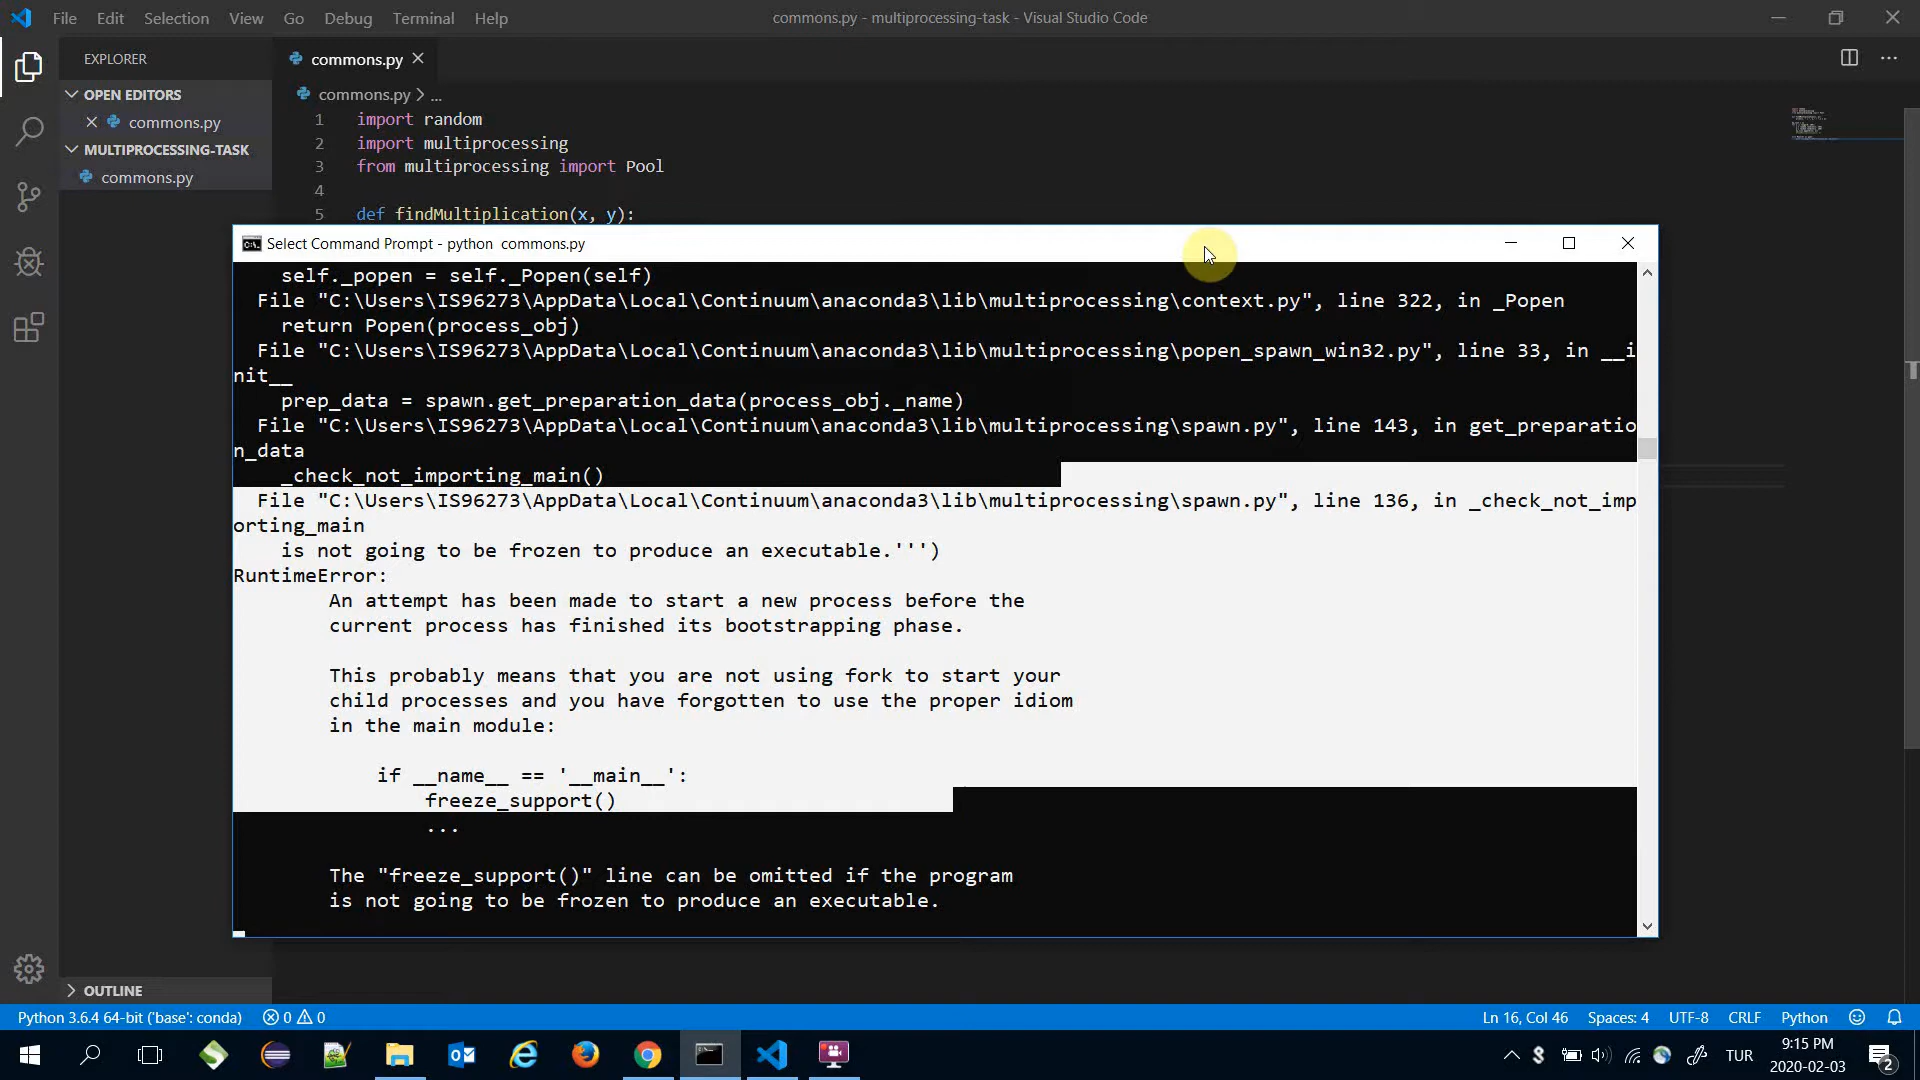 File Edit Selection View Go Debug Terminal Help
commons.py - multiprocessing-task - Visual Studio Code
EXPLORER
OPEN EDITORS
commons.py
MULTIPROCESSING-TASK
commons.py
OUTLINE
commons.py
commons.py > ...
1 import random
2 import multiprocessing
3 from multiprocessing import Pool
4
5 def findMultiplication(x, y):
Select Command Prompt - python commons.py
self._popen = self._Popen(self)
File "C:\Users\IS96273\AppData\Local\Continuum\anaconda3\lib\multiprocessing\context.py", line 322, in _Popen
return Popen(process_obj)
File "C:\Users\IS96273\AppData\Local\Continuum\anaconda3\lib\multiprocessing\popen_spawn_win32.py", line 33, in __i
nit__
prep_data = spawn.get_preparation_data(process_obj._name)
File "C:\Users\IS96273\AppData\Local\Continuum\anaconda3\lib\multiprocessing\spawn.py", line 143, in get_preparatio
n_data
_check_not_importing_main()
File "C:\Users\IS96273\AppData\Local\Continuum\anaconda3\lib\multiprocessing\spawn.py", line 136, in _check_not_imp
orting_main
is not going to be frozen to produce an executable.''')
RuntimeError:
An attempt has been made to start a new process before the
current process has finished its bootstrapping phase.
This probably means that you are not using fork to start your
child processes and you have forgotten to use the proper idiom
in the main module:
if __name__ == '__main__':
freeze_support()
...
The "freeze_support()" line can be omitted if the program
is not going to be frozen to produce an executable.
Python 3.6.4 64-bit ('base': conda) 0 0
Ln 16, Col 46 Spaces: 4 UTF-8 CRLF Python
TUR
9:15 PM
2020-02-03
2